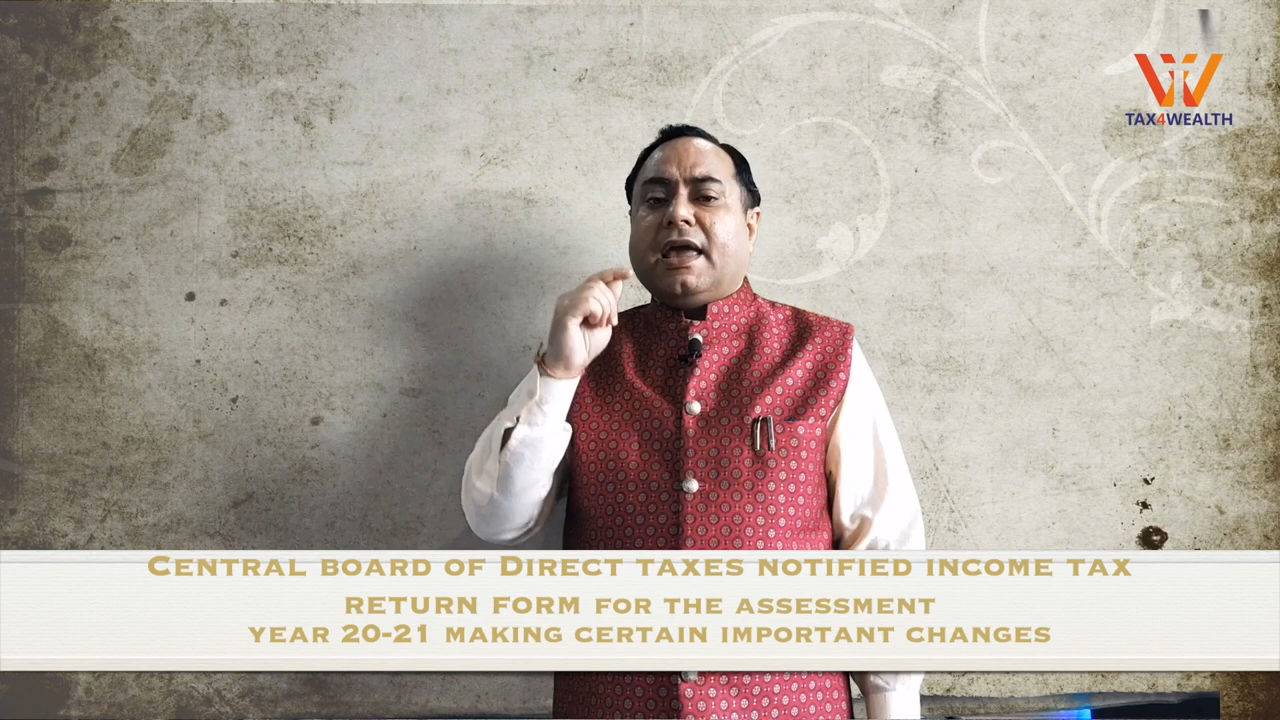 TAX4WEALTH
Central board of Direct taxes notified income tax
return form for the assessment
year 20-21 making certain important changes